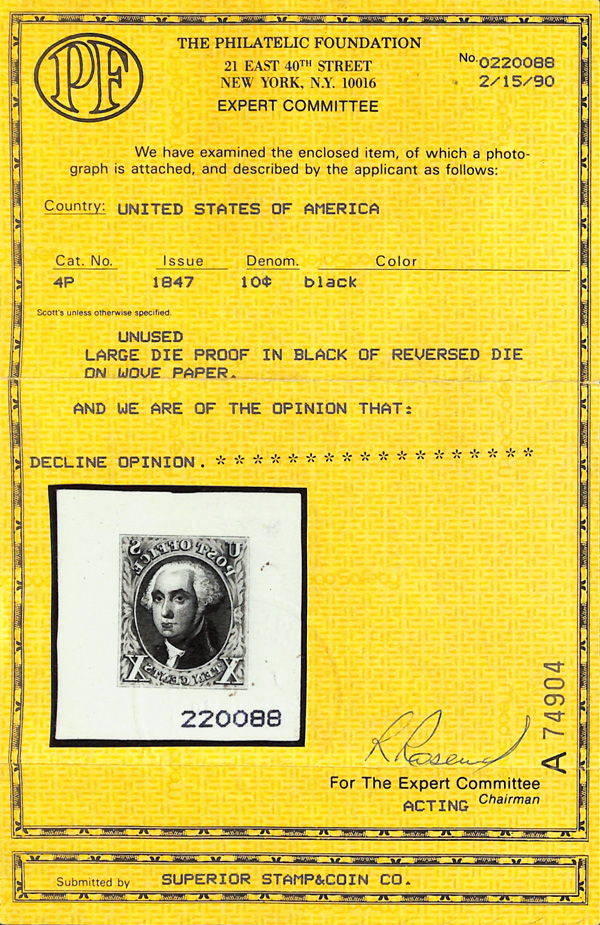 PF
THE PHILATELIC FOUNDATION
21 EAST 40TH STREET
NEW YORK, N.Y. 10016
EXPERT COMMITTEE
No. 0220088
2/15/90
We have examined the enclosed item, of which a photo-
graph is attached, and described by the applicant as follows:
Country: UNITED STATES OF AMERICA
Cat. No. Issue Denom. Color
4P 1847 10¢ black
Scott's unless otherwise specified.
UNUSED
LARGE DIE PROOF IN BLACK OF REVERSED DIE
ON WOVE PAPER.
AND WE ARE OF THE OPINION THAT:
DECLINE OPINION. * * * * * * * * * * * * * * * * * *
U S
POST OFFICE
X X
TEN CENTS
220088
A 74904
For The Expert Committee
ACTING Chairman
Submitted by SUPERIOR STAMP&COIN CO.